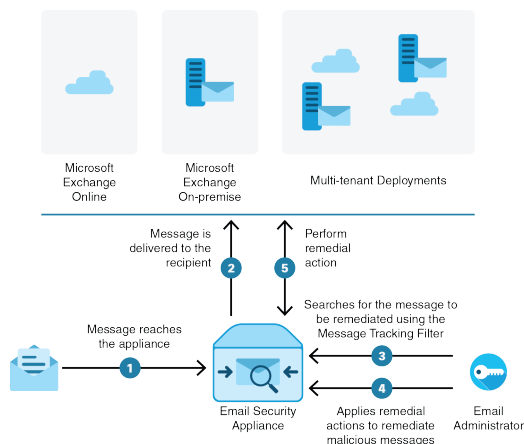 Microsoft
Exchange
Online
Microsoft
Exchange
On-premise
Multi-tenant Deployments
Message is
delivered to the
recipient
2
5
Perform
remedial
action
Message reaches
the appliance
1
Searches for the message to
be remediated using the
Message Tracking Filter
3
4
Email Security
Appliance
Applies remedial
actions to remediate
malicious messages
Email
Administrator